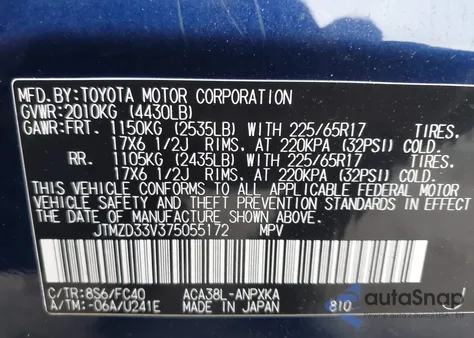 MFD.BY:TOYOTA MOTOR CORPORATION
GVWR:2010KG (4430LB)
GAWR:FRT. 1150KG (2535LB) WITH 225/65R17 TIRES.
17X6 1/2J RIMS, AT 220KPA (32PSI) COLD.
RR. 1105KG (2435LB) WITH 225/65R17 TIRES.
17X6 1/2J RIMS, AT 220KPA (32PSI) COLD.
THIS VEHICLE CONFORMS TO ALL APPLICABLE FEDERAL MOTOR
VEHICLE SAFETY AND THEFT PREVENTION STANDARDS IN
EFFECT ON THE DATE OF MANUFACTURE SHOWN ABOVE.
JTMZD33V375055172 MPV
C/TR:8S6/FC40 ACA38L-ANPXKA
A/TM:-06A/U241E MADE IN JAPAN 810
autoSnap